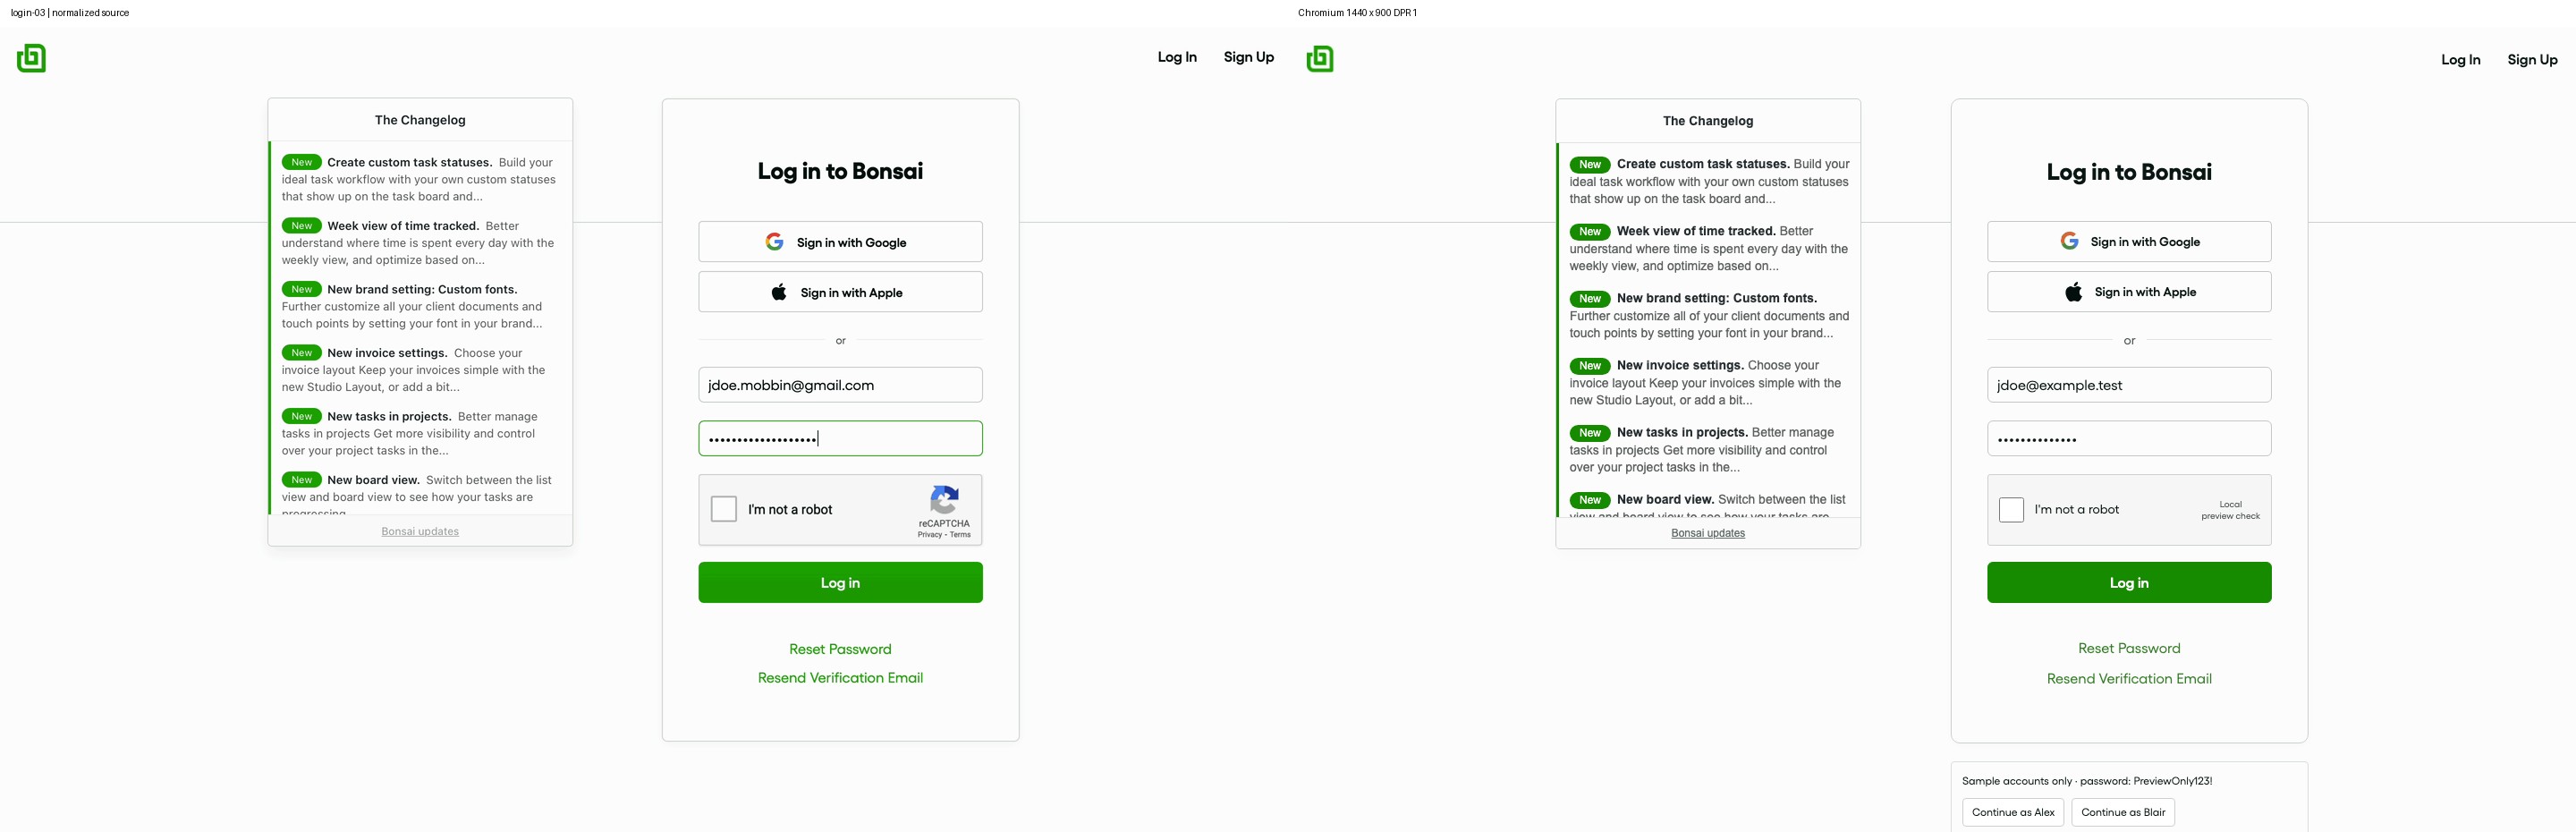 login-03 | normalized source
Chromium 1440 x 900 DPR 1
Log In
Sign Up
The Changelog
New Create custom task statuses. Build your
ideal task workflow with your own custom statuses
that show up on the task board and...
New Week view of time tracked. Better
understand where time is spent every day with the
weekly view, and optimize based on...
New New brand setting: Custom fonts.
Further customize all your client documents and
touch points by setting your font in your brand...
New New invoice settings. Choose your
invoice layout Keep your invoices simple with the
new Studio Layout, or add a bit...
New New tasks in projects. Better manage
tasks in projects Get more visibility and control
over your project tasks in the...
New New board view. Switch between the list
view and board view to see how your tasks are
progressing
Bonsai updates
Log in to Bonsai
Sign in with Google
Sign in with Apple
or
jdoe.mobbin@gmail.com
I'm not a robot
reCAPTCHA
Privacy - Terms
Log in
Reset Password
Resend Verification Email
Log In
Sign Up
The Changelog
New Create custom task statuses. Build your
ideal task workflow with your own custom statuses
that show up on the task board and...
New Week view of time tracked. Better
understand where time is spent every day with the
weekly view, and optimize based on...
New New brand setting: Custom fonts.
Further customize all of your client documents and
touch points by setting your font in your brand...
New New invoice settings. Choose your
invoice layout Keep your invoices simple with the
new Studio Layout, or add a bit...
New New tasks in projects. Better manage
tasks in projects Get more visibility and control
over your project tasks in the...
New New board view. Switch between the list
view and board view to see how your tasks are
Bonsai updates
Log in to Bonsai
Sign in with Google
Sign in with Apple
or
jdoe@example.test
I'm not a robot
Local
preview check
Log in
Reset Password
Resend Verification Email
Sample accounts only · password: PreviewOnly123!
Continue as Alex
Continue as Blair